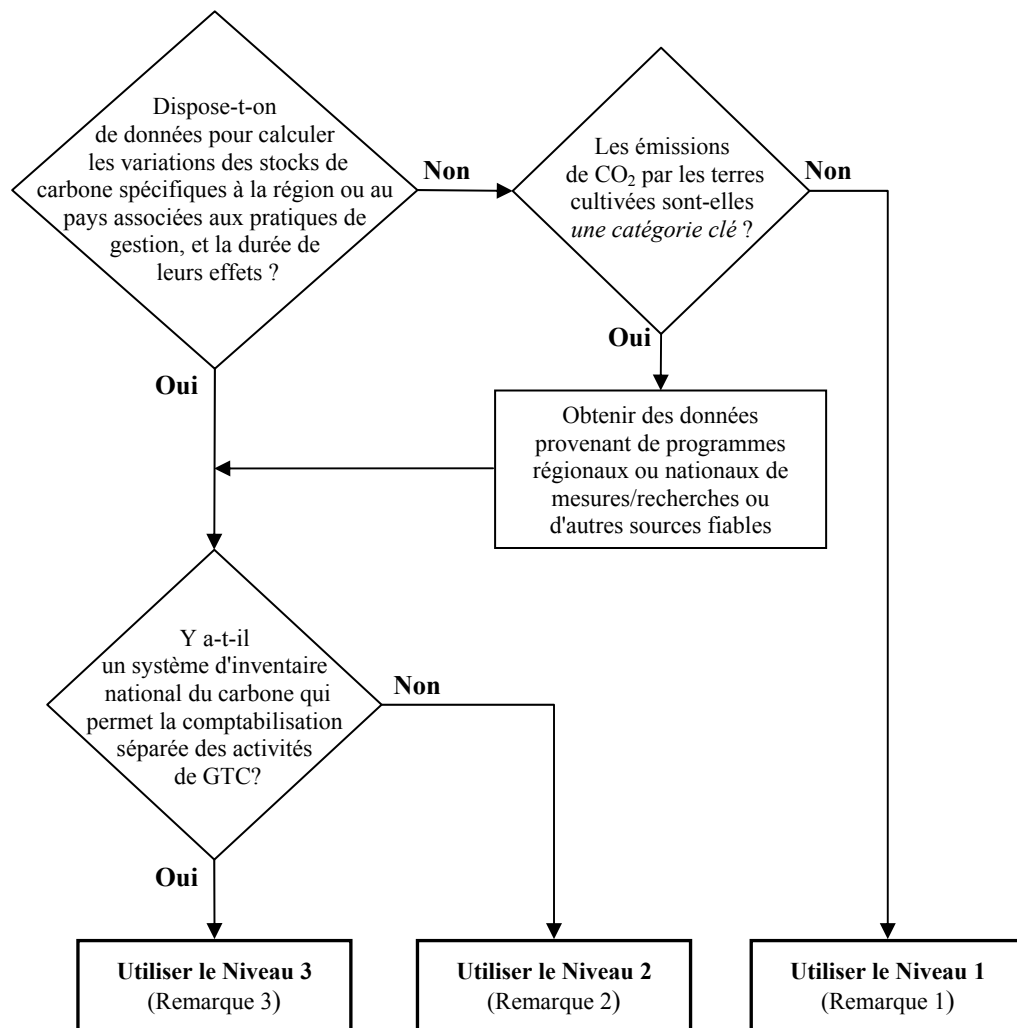 Dispose-t-on
de données pour calculer
les variations des stocks de
carbone spécifiques à la région ou au
pays associées aux pratiques de
gestion, et la durée de
leurs effets ?
Non
Les émissions
de CO₂ par les terres
cultivées sont-elles
une catégorie clé ?
Non
Oui
Oui
Obtenir des données
provenant de programmes
régionaux ou nationaux de
mesures/recherches ou
d'autres sources fiables
Y a-t-il
un système d'inventaire
national du carbone qui
permet la comptabilisation
séparée des activités
de GTC?
Non
Oui
Utiliser le Niveau 3
(Remarque 3)
Utiliser le Niveau 2
(Remarque 2)
Utiliser le Niveau 1
(Remarque 1)